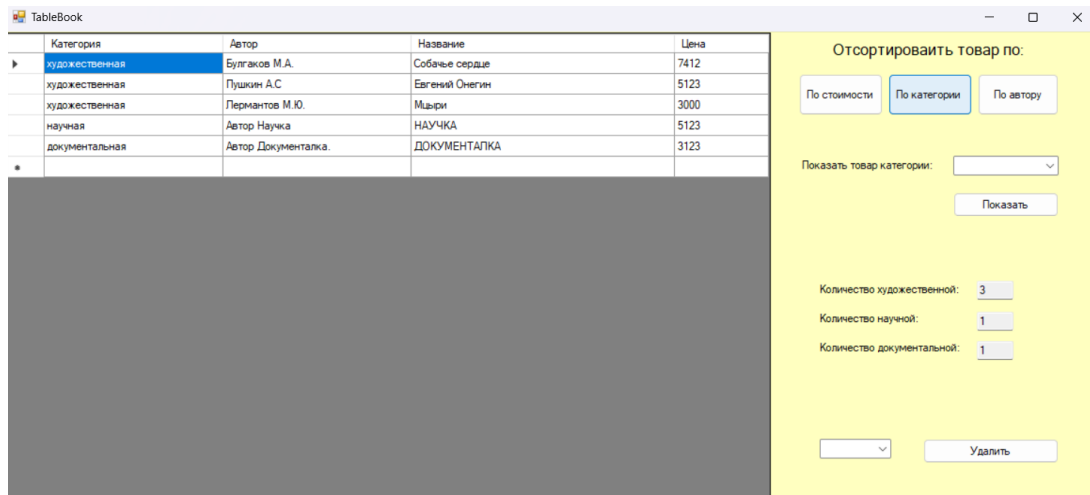 TableBook
Категория Автор Название Цена
художественная Булгаков М.А. Собачье сердце 7412
художественная Пушкин А.С Евгений Онегин 5123
художественная Лермантов М.Ю. Мцыри 3000
научная Автор Научка НАУЧКА 5123
документальная Автор Документалка. ДОКУМЕНТАЛКА 3123
Отсортироваить товар по:
По стоимости По категории По автору
Показать товар категории:
Показать
Количество художественной: 3
Количество научной: 1
Количество документальной: 1
Удалить